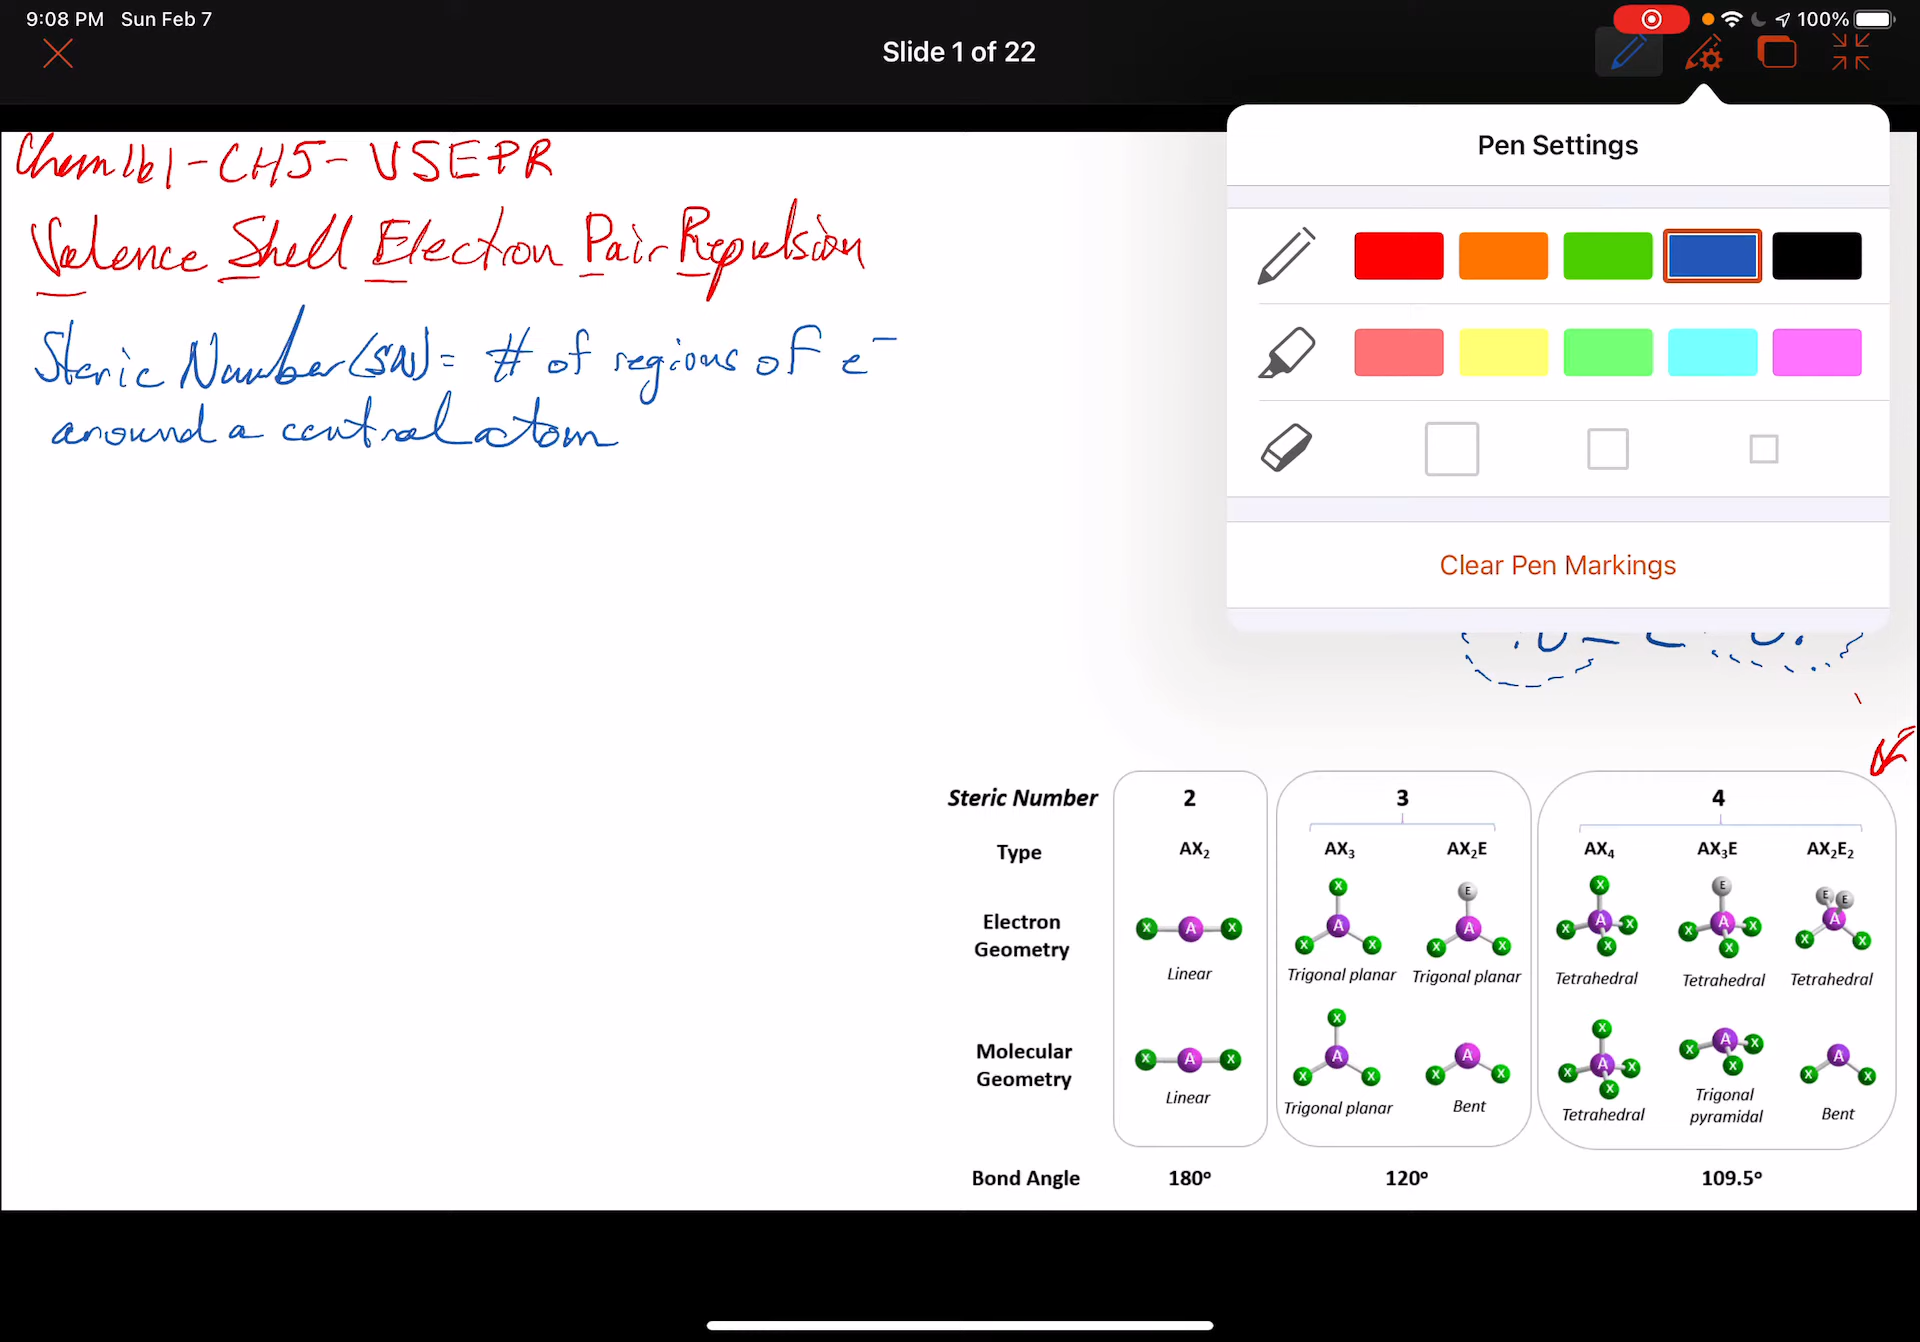 9:08 PM Sun Feb 7
100%
Slide 1 of 22
Pen Settings
Clear Pen Markings
Chem161-CH5-VSEPR
Valence Shell Electron Pair Repulsion
Steric Number (SN) = # of regions of e⁻
around a central atom
Steric Number 2 3 4
Type AX₂ AX₃ AX₂E AX₄ AX₃E AX₂E₂
X A X
X A X X
E A X X
X A X X X
E A X X X
E E A X X
Electron
Geometry
Linear Trigonal planar Trigonal planar Tetrahedral Tetrahedral Tetrahedral
X A X
X A X X
A X X
X A X X X
A X X X
A X X
Molecular
Geometry
Linear Trigonal planar Bent Tetrahedral Trigonal pyramidal Bent
Bond Angle 180° 120° 109.5°